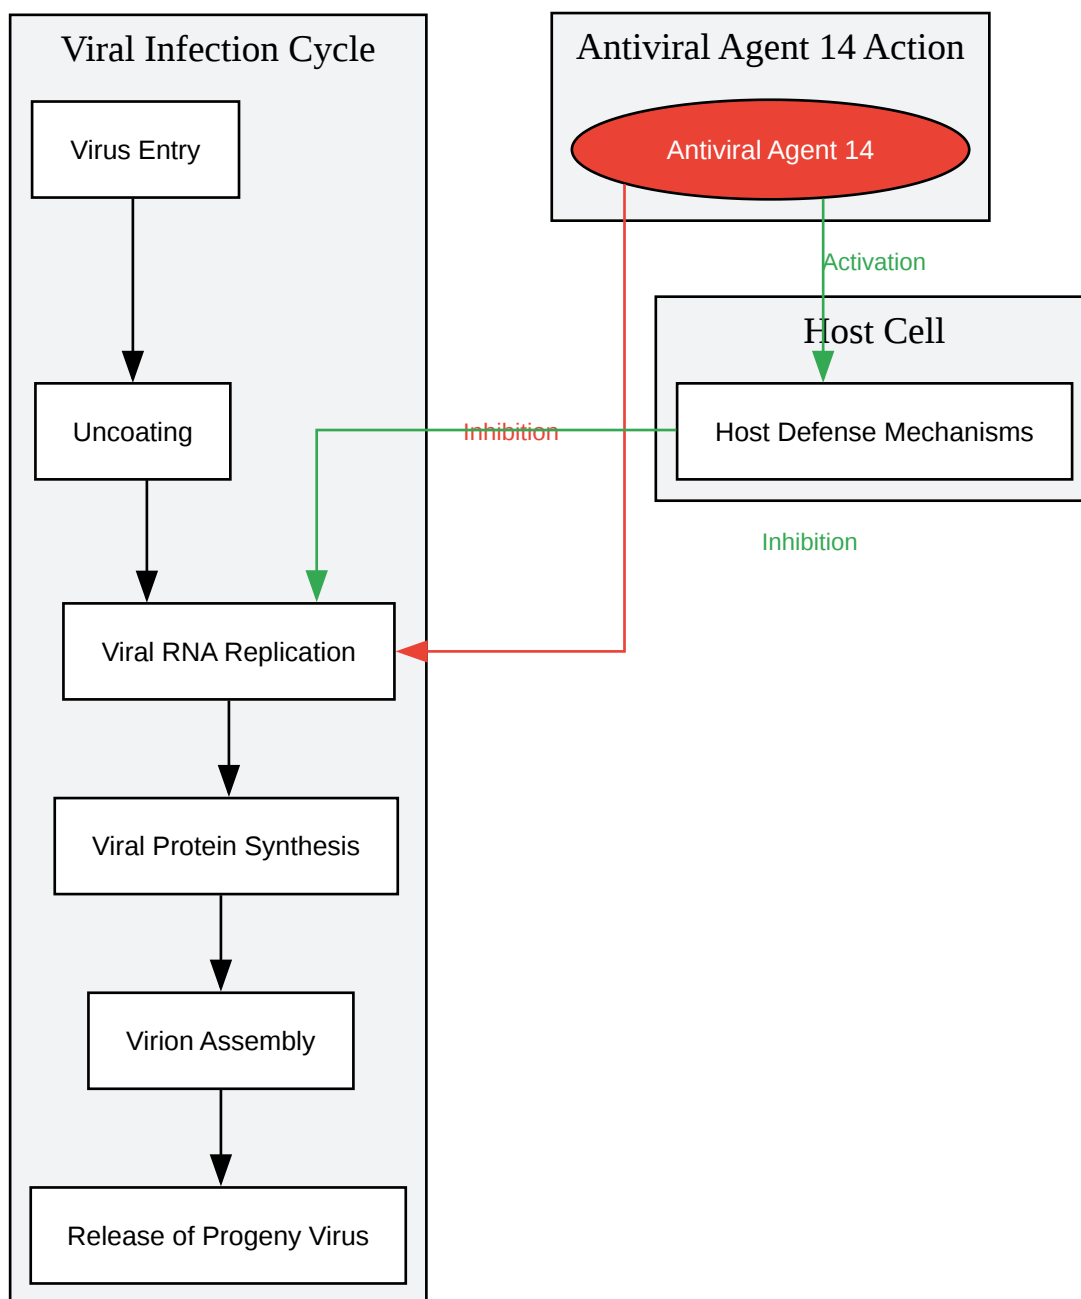 Viral Infection Cycle
Virus Entry
Uncoating
Viral RNA Replication
Viral Protein Synthesis
Virion Assembly
Release of Progeny Virus
Antiviral Agent 14 Action
Antiviral Agent 14
Activation
Host Cell
Host Defense Mechanisms
Inhibition
Inhibition